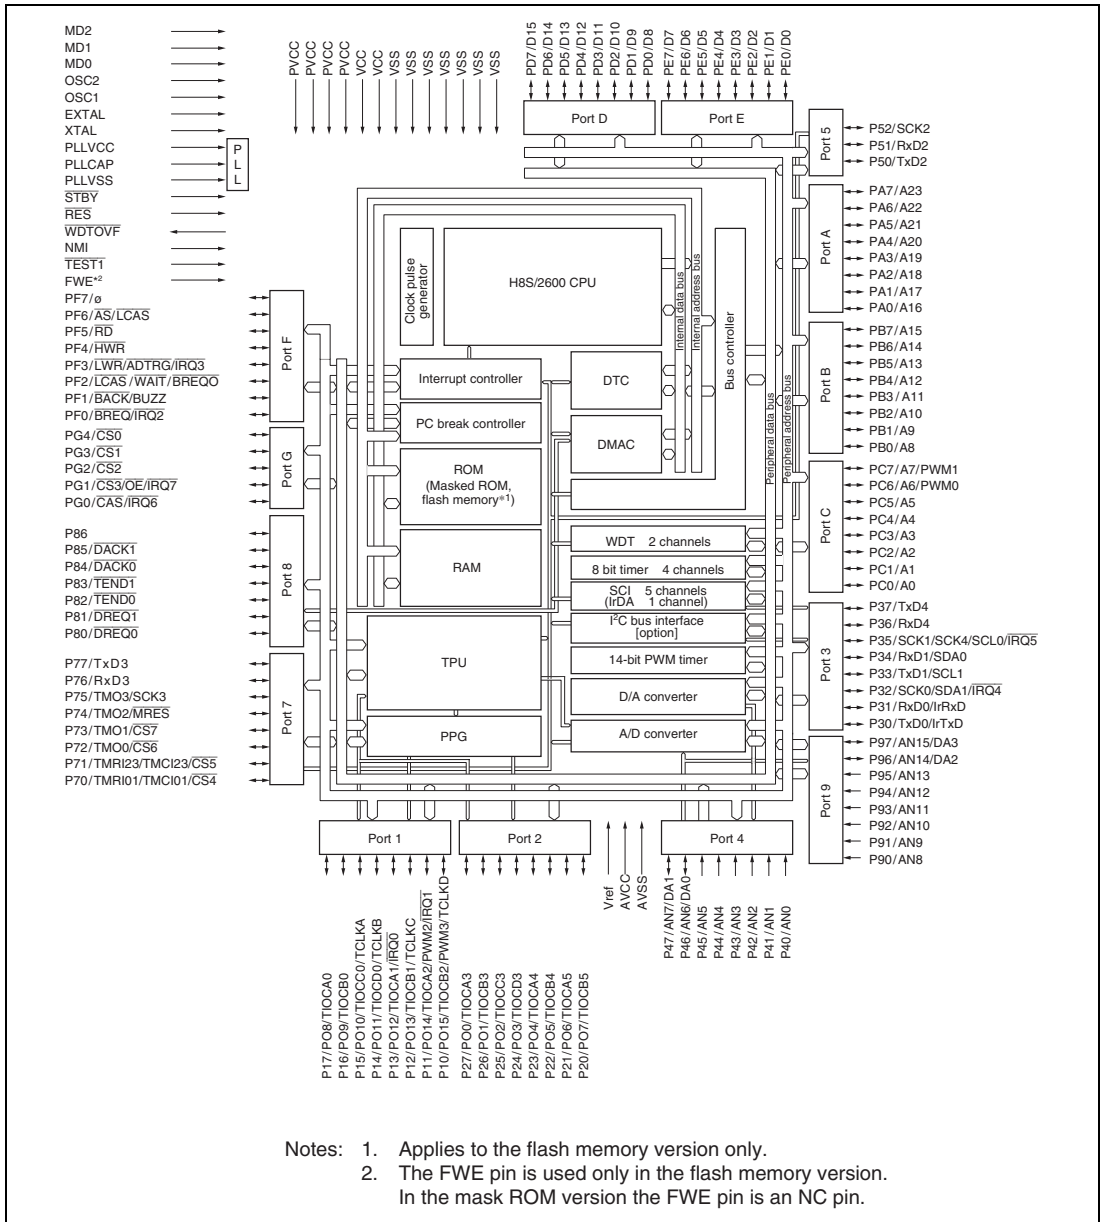 MD2
MD1
MD0
OSC2
OSC1
EXTAL
XTAL
PLLVCC
PLLCAP
PLLVSS
STBY
RES
WDTOVF
NMI
TEST1
FWE*2
P
L
L
PVCC
PVCC
PVCC
PVCC
VCC
VCC
VSS
VSS
VSS
VSS
VSS
VSS
VSS
PD7/D15
PD6/D14
PD5/D13
PD4/D12
PD3/D11
PD2/D10
PD1/D9
PD0/D8
PE7/D7
PE6/D6
PE5/D5
PE4/D4
PE3/D3
PE2/D2
PE1/D1
PE0/D0
Port D
Port E
Port 5
P52/SCK2
P51/RxD2
P50/TxD2
Port A
PA7/A23
PA6/A22
PA5/A21
PA4/A20
PA3/A19
PA2/A18
PA1/A17
PA0/A16
Port B
PB7/A15
PB6/A14
PB5/A13
PB4/A12
PB3/A11
PB2/A10
PB1/A9
PB0/A8
Port C
PC7/A7/PWM1
PC6/A6/PWM0
PC5/A5
PC4/A4
PC3/A3
PC2/A2
PC1/A1
PC0/A0
Port 3
P37/TxD4
P36/RxD4
P35/SCK1/SCK4/SCL0/IRQ5
P34/RxD1/SDA0
P33/TxD1/SCL1
P32/SCK0/SDA1/IRQ4
P31/RxD0/IrRxD
P30/TxD0/IrTxD
Port 9
P97/AN15/DA3
P96/AN14/DA2
P95/AN13
P94/AN12
P93/AN11
P92/AN10
P91/AN9
P90/AN8
PF7/ø
PF6/AS/LCAS
PF5/RD
PF4/HWR
PF3/LWR/ADTRG/IRQ3
PF2/LCAS/WAIT/BREQO
PF1/BACK/BUZZ
PF0/BREQ/IRQ2
Port F
PG4/CS0
PG3/CS1
PG2/CS2
PG1/CS3/OE/IRQ7
PG0/CAS/IRQ6
Port G
P86
P85/DACK1
P84/DACK0
P83/TEND1
P82/TEND0
P81/DREQ1
P80/DREQ0
Port 8
P77/TxD3
P76/RxD3
P75/TMO3/SCK3
P74/TMO2/MRES
P73/TMO1/CS7
P72/TMO0/CS6
P71/TMRI23/TMCI23/CS5
P70/TMRI01/TMCI01/CS4
Port 7
Clock pulse
generator
H8S/2600 CPU
Internal data bus
Internal address bus
Bus controller
Interrupt controller
PC break controller
ROM
(Masked ROM,
flash memory*1)
RAM
TPU
PPG
DTC
DMAC
Peripheral data bus
Peripheral address bus
WDT 2 channels
8 bit timer 4 channels
SCI 5 channels
(IrDA 1 channel)
I2C bus interface
[option]
14-bit PWM timer
D/A converter
A/D converter
Port 1
Port 2
Port 4
P17/PO8/TIOCA0
P16/PO9/TIOCB0
P15/PO10/TIOCC0/TCLKA
P14/PO11/TIOCD0/TCLKB
P13/PO12/TIOCA1/IRQ0
P12/PO13/TIOCB1/TCLKC
P11/PO14/TIOCA2/PWM2/IRQ1
P10/PO15/TIOCB2/PWM3/TCLKD
P27/PO0/TIOCA3
P26/PO1/TIOCB3
P25/PO2/TIOCC3
P24/PO3/TIOCD3
P23/PO4/TIOCA4
P22/PO5/TIOCB4
P21/PO6/TIOCA5
P20/PO7/TIOCB5
Vref
AVCC
AVSS
P47/AN7/DA1
P46/AN6/DA0
P45/AN5
P44/AN4
P43/AN3
P42/AN2
P41/AN1
P40/AN0
Notes: 1. Applies to the flash memory version only.
2. The FWE pin is used only in the flash memory version.
In the mask ROM version the FWE pin is an NC pin.